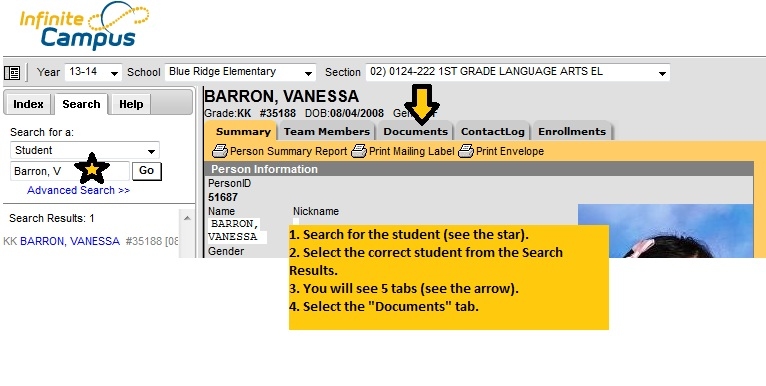 Infinite
Campus
Year 13-14 School Blue Ridge Elementary Section 02) 0124-222 1ST GRADE LANGUAGE ARTS EL
Index Search Help
Search for a:
Student
Barron, V Go
Advanced Search >>
Search Results: 1
KK BARRON, VANESSA #35188 [08
BARRON, VANESSA
Grade:KK #35188 DOB:08/04/2008
Summary Team Members Documents ContactLog Enrollments
Person Summary Report Print Mailing Label Print Envelope
Person Information
PersonID
51687
Name Nickname
BARRON,
VANESSA
Gender
1. Search for the student (see the star).
2. Select the correct student from the Search
Results.
3. You will see 5 tabs (see the arrow).
4. Select the "Documents" tab.